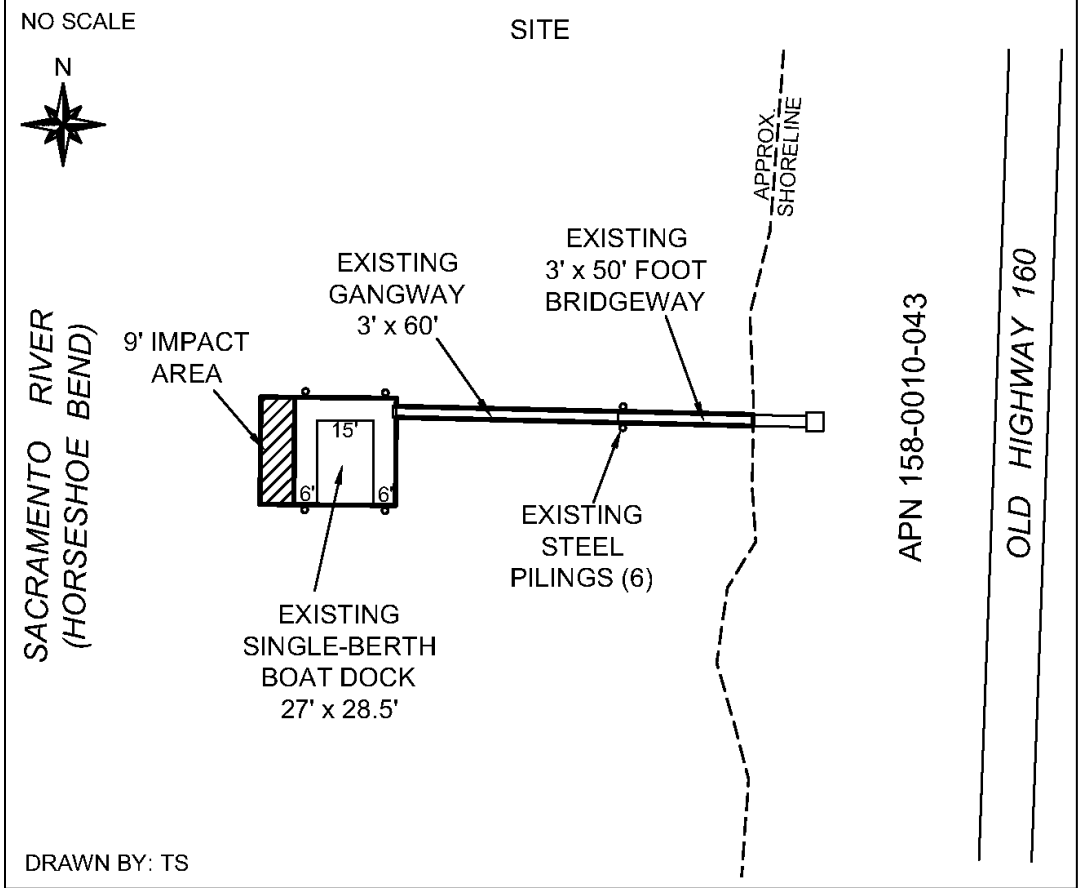 NO SCALE
SITE
N
APPROX.
SHORELINE
EXISTING
3' x 50' FOOT
BRIDGEWAY
EXISTING
GANGWAY
3' x 60'
9' IMPACT
AREA
SACRAMENTO RIVER
(HORSESHOE BEND)
15'
6'
6'
EXISTING
STEEL
PILINGS (6)
EXISTING
SINGLE-BERTH
BOAT DOCK
27' x 28.5'
APN 158-0010-043
OLD HIGHWAY 160
DRAWN BY: TS